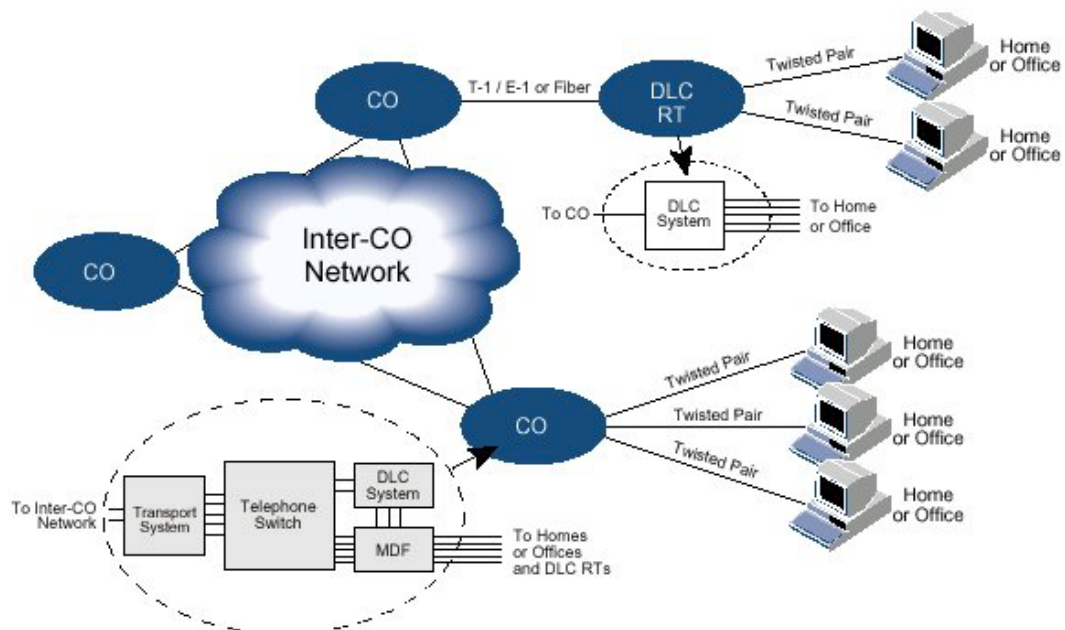 CO
T-1 / E-1 or Fiber
DLC
RT
Twisted Pair
Home
or Office
Twisted Pair
Home
or Office
To CO
DLC
System
To Home
or Office
Inter-CO
Network
CO
CO
Twisted Pair
Home
or Office
Twisted Pair
Home
or Office
Twisted Pair
Home
or Office
To Inter-CO
Network
Transport
System
Telephone
Switch
DLC
System
MDF
To Homes
or Offices
and DLC RTs